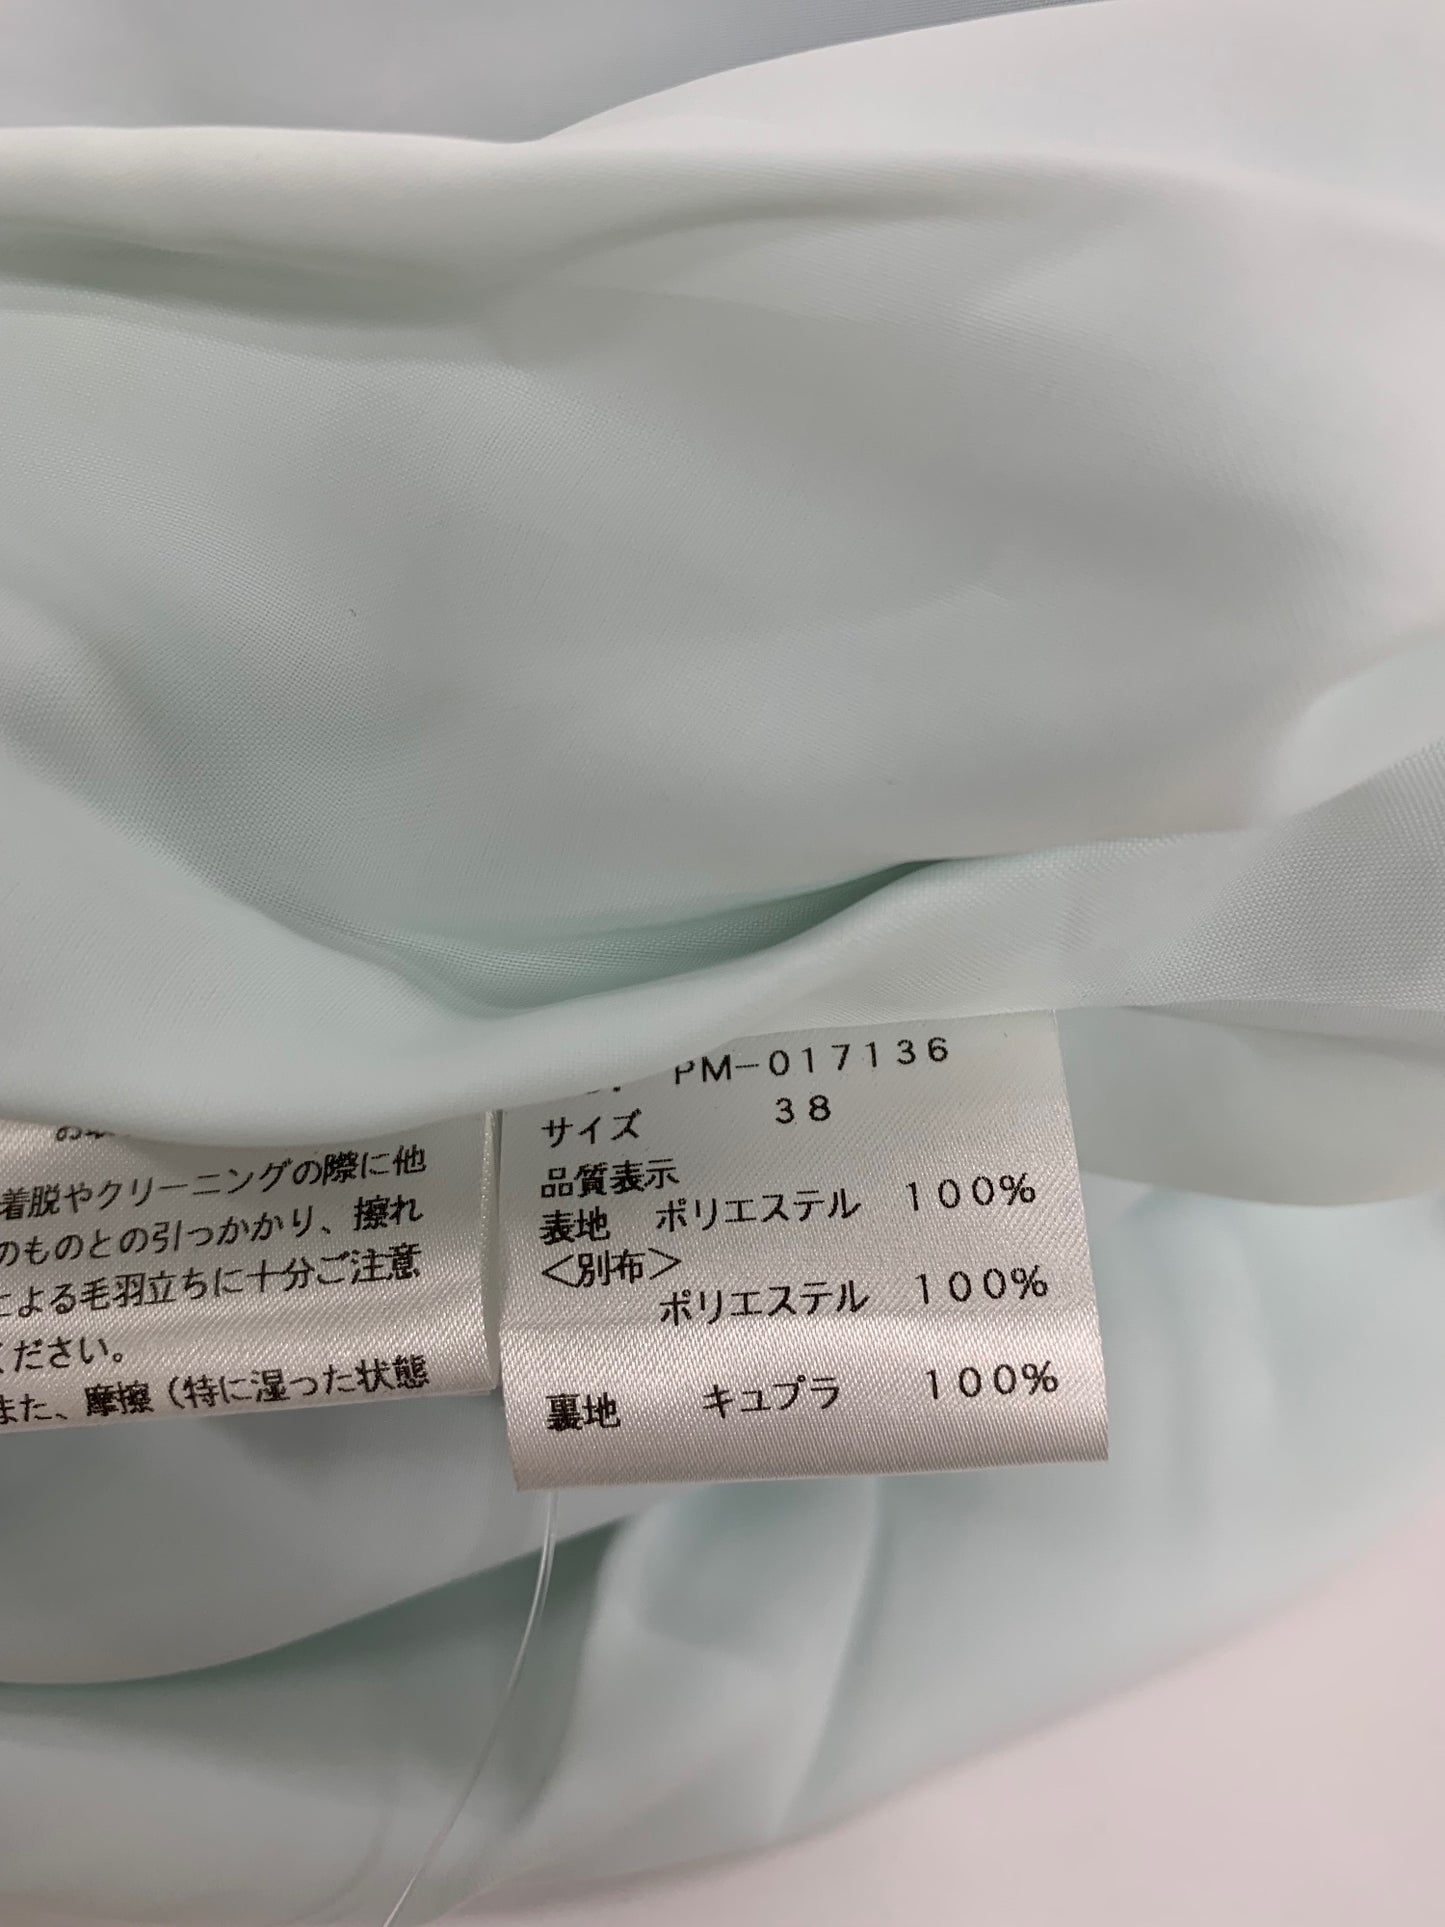 着脱やクリーニングの際に他
のものとの引っかかり、擦れ
による毛羽立ちに十分ご注意
ください。
また、摩擦（特に湿った状態
PM-017136
サイズ 38
品質表示
表地 ポリエステル 100%
<別布>
ポリエステル 100%
裏地 キュプラ 100%